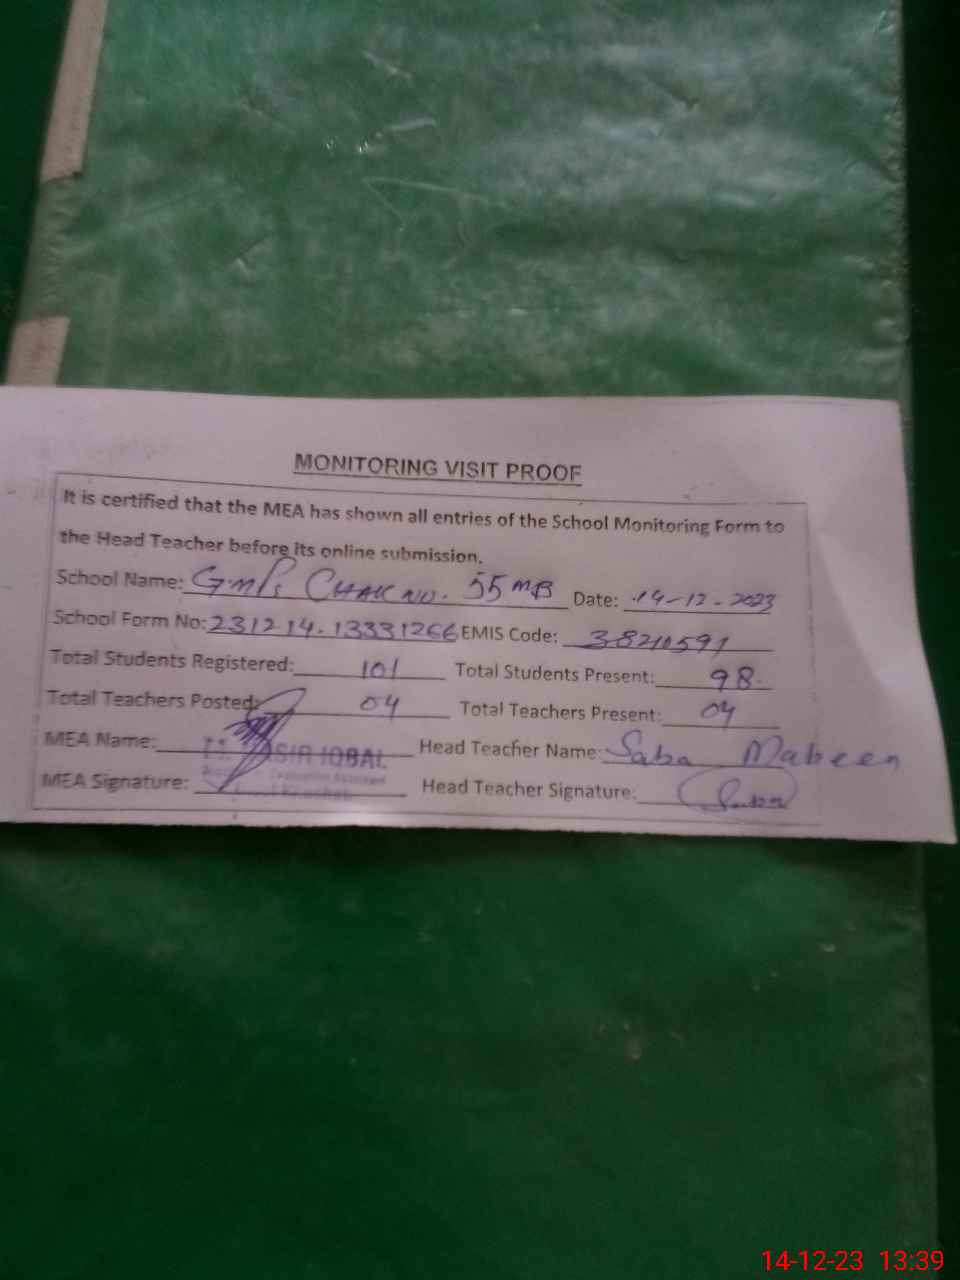 MONITORING VISIT PROOF
It is certified that the MEA has shown all entries of the School Monitoring Form to
the Head Teacher before its online submission.
School Name: GMPS CHAK NO. 55 MB Date: 14-12-2023
School Form No: 231214-13331266 EMIS Code: 38210591
Total Students Registered: 101 Total Students Present: 98
Total Teachers Posted: 04 Total Teachers Present: 04
MEA Name: IQBAL Head Teacher Name: Saba Mabeen
MEA Signature: Head Teacher Signature: Saba
14-12-23 13:39